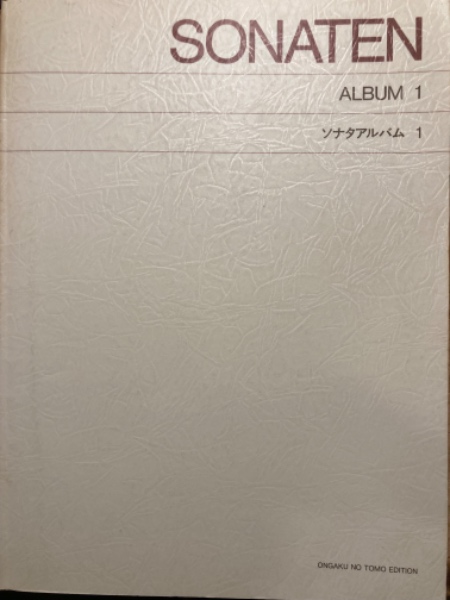 SONATEN
ALBUM 1
ソナタアルバム 1
ONGAKU NO TOMO EDITION